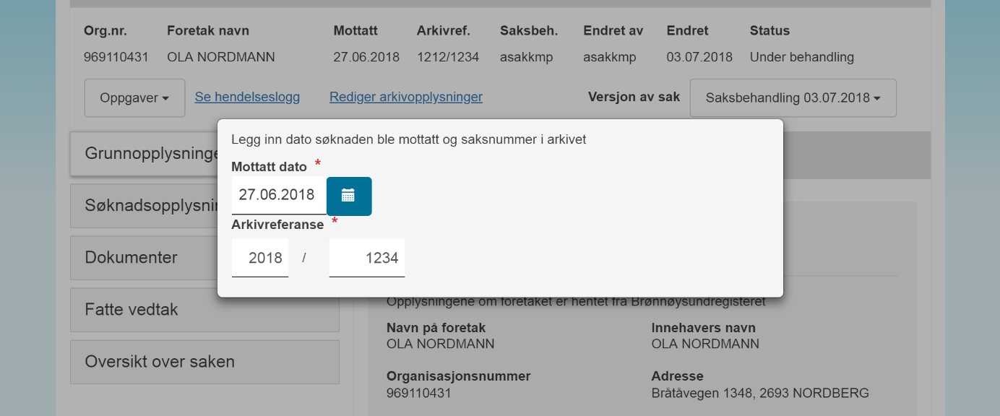 Org.nr. Foretak navn Mottatt Arkivref. Saksbeh. Endret av Endret Status
969110431 OLA NORDMANN 27.06.2018 1212/1234 asakkmp asakkmp 03.07.2018 Under behandling
Oppgaver Se hendelseslogg Rediger arkivopplysninger Versjon av sak Saksbehandling 03.07.2018
Legg inn dato søknaden ble mottatt og saksnummer i arkivet
Mottatt dato *
27.06.2018
Arkivreferanse *
2018 / 1234
Grunnopplysninge
Søknadsopplysnin
Dokumenter
Fatte vedtak
Oversikt over saken
Opplysningene om foretaket er hentet fra Brønnøysundregisteret
Navn på foretak Innehavers navn
OLA NORDMANN OLA NORDMANN
Organisasjonsnummer Adresse
969110431 Bråtåvegen 1348, 2693 NORDBERG